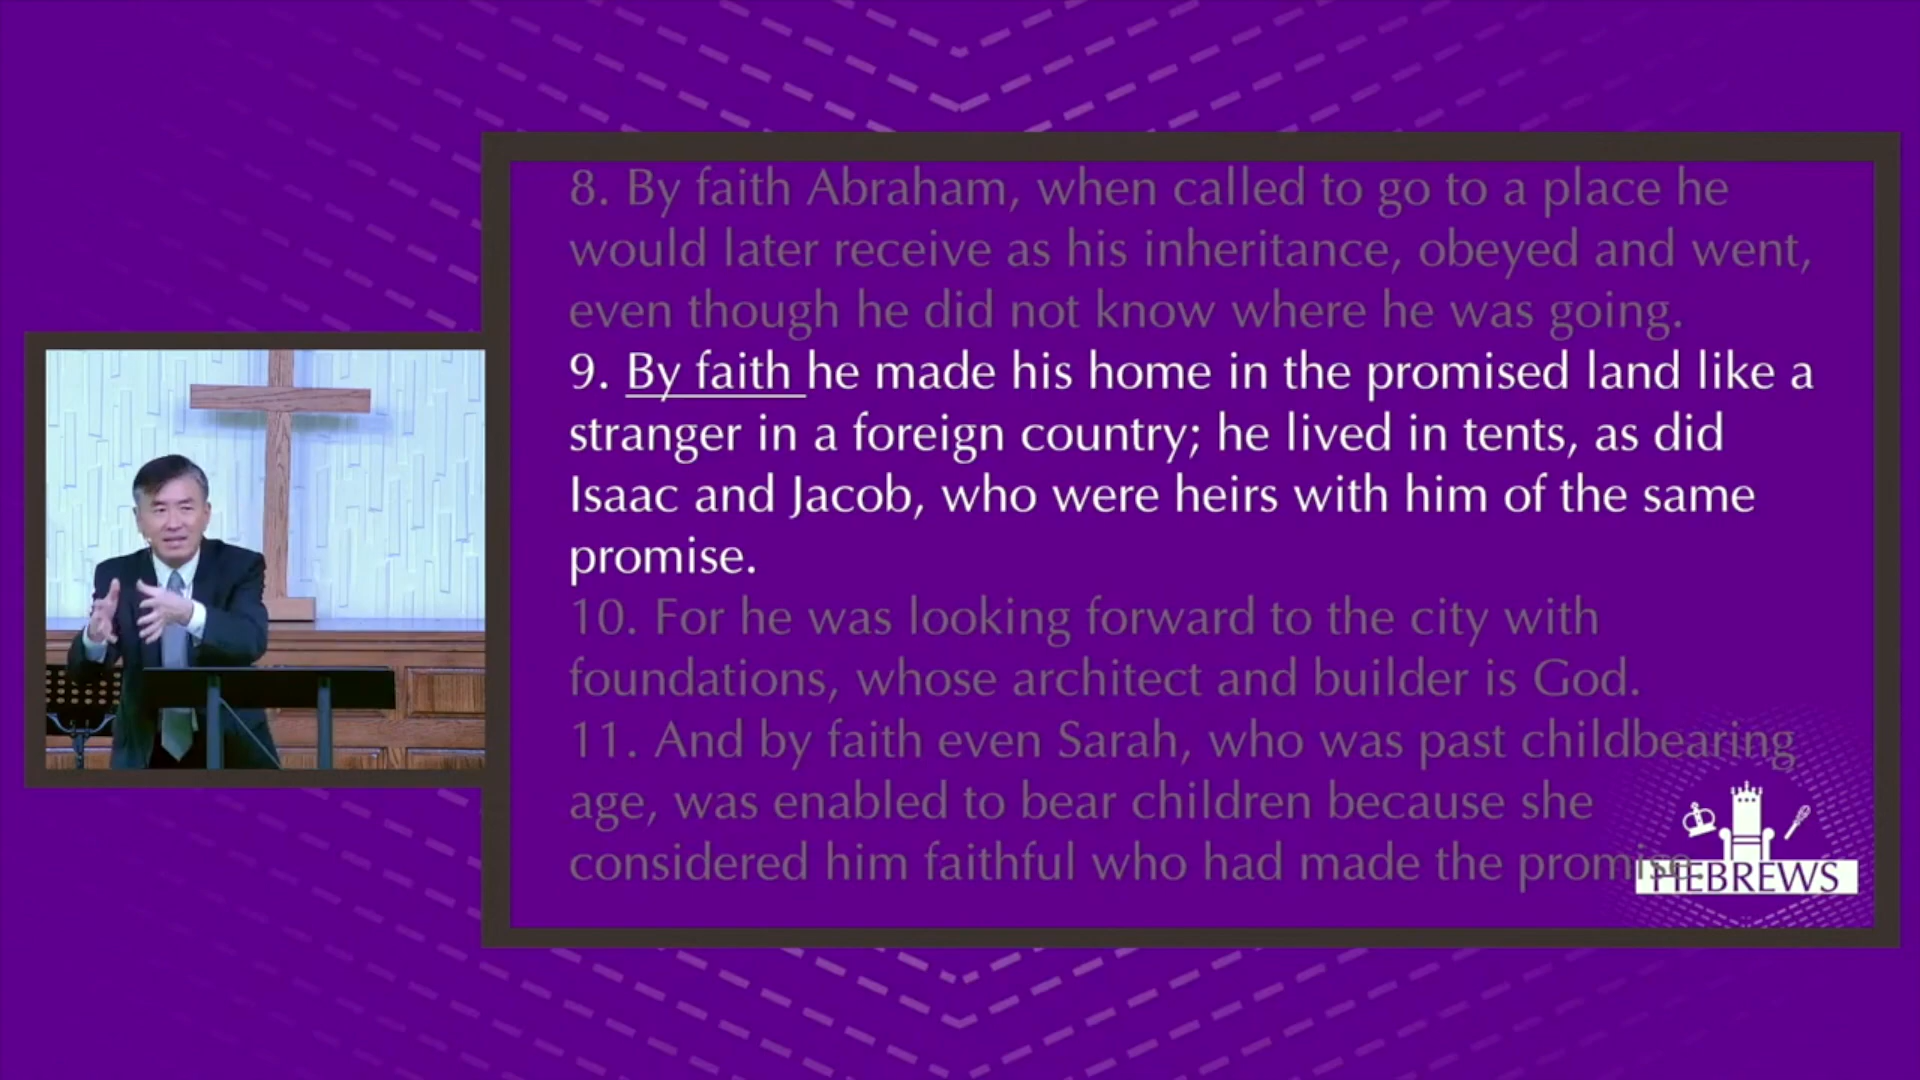 8. By faith Abraham, when called to go to a place he
would later receive as his inheritance, obeyed and went,
even though he did not know where he was going.
9. By faith he made his home in the promised land like a
stranger in a foreign country; he lived in tents, as did
Isaac and Jacob, who were heirs with him of the same
promise.
10. For he was looking forward to the city with
foundations, whose architect and builder is God.
11. And by faith even Sarah, who was past childbearing
age, was enabled to bear children because she
considered him faithful who had made the promise.
HEBREWS